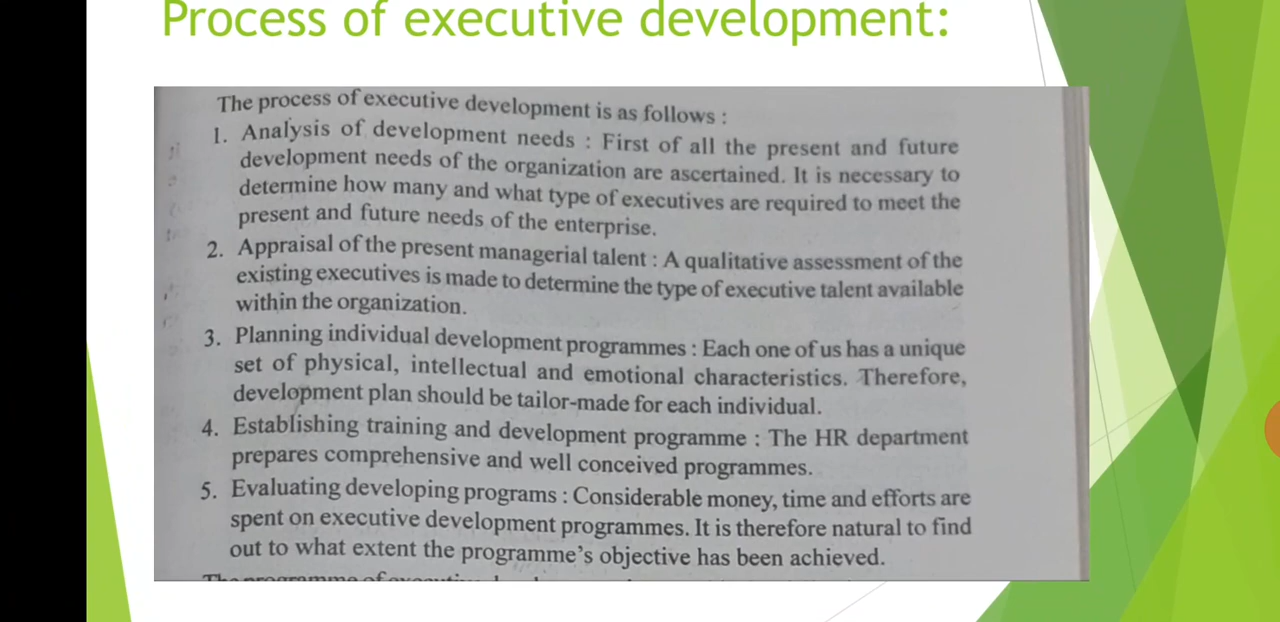 Process of executive development:
The process of executive development is as follows :
1. Analysis of development needs : First of all the present and future
development needs of the organization are ascertained. It is necessary to
determine how many and what type of executives are required to meet the
present and future needs of the enterprise.
2. Appraisal of the present managerial talent : A qualitative assessment of the
existing executives is made to determine the type of executive talent available
within the organization.
3. Planning individual development programmes : Each one of us has a unique
set of physical, intellectual and emotional characteristics. Therefore,
development plan should be tailor-made for each individual.
4. Establishing training and development programme : The HR department
prepares comprehensive and well conceived programmes.
5. Evaluating developing programs : Considerable money, time and efforts are
spent on executive development programmes. It is therefore natural to find
out to what extent the programme's objective has been achieved.